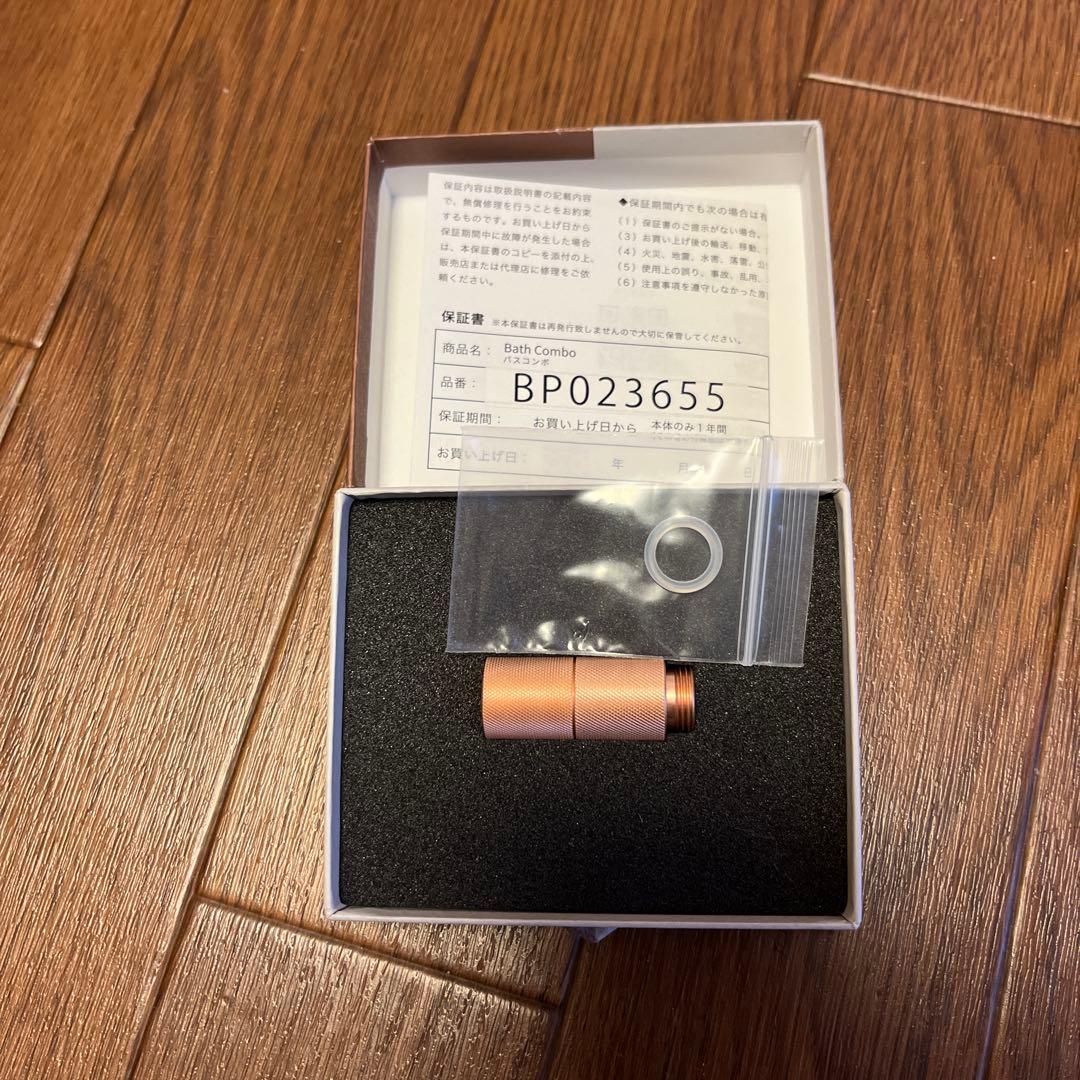 保証内容は取扱説明書の記載内容
で、無償修理を行うことをお約束
するものです。お買い上げ日から
保証期間中に故障が発生した場合
は、本保証書のコピーを添付の上、
販売店または代理店に修理をご依
頼ください。
◆保証期間内でも次の場合は有
（1）保証書のご提示がない場合。
（3）お買い上げ後の輸送、移動、
（4）火災、地震、水害、落雷、公
（5）使用上の誤り、事故、乱用、
（6）注意事項を遵守しなかった
保証書 ※本保証書は再発行致しませんので大切に保管してください。
商品名： Bath Combo
バスコンボ
品番： BP023655
保証期間： お買い上げ日から 本体のみ1年間
お買い上げ日： 年 月 日